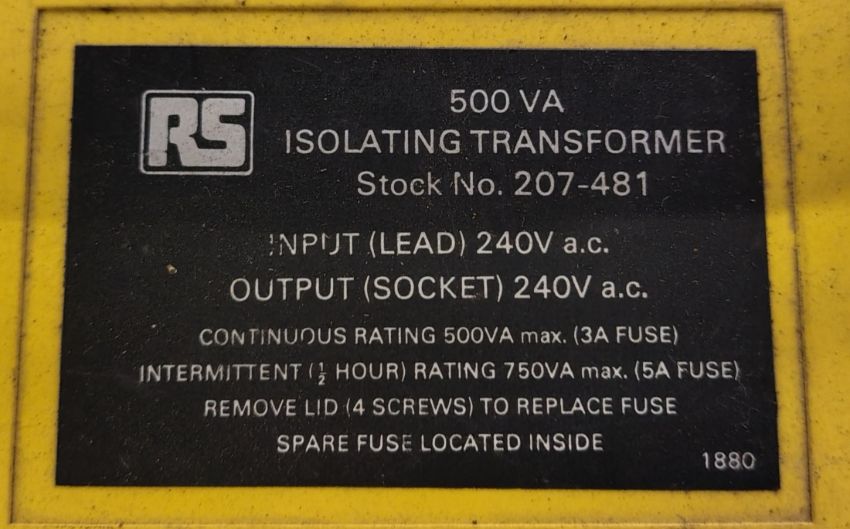 RS
500 VA
ISOLATING TRANSFORMER
Stock No. 207-481
INPUT (LEAD) 240V a.c.
OUTPUT (SOCKET) 240V a.c.
CONTINUOUS RATING 500VA max. (3A FUSE)
INTERMITTENT (½ HOUR) RATING 750VA max. (5A FUSE)
REMOVE LID (4 SCREWS) TO REPLACE FUSE
SPARE FUSE LOCATED INSIDE
1880